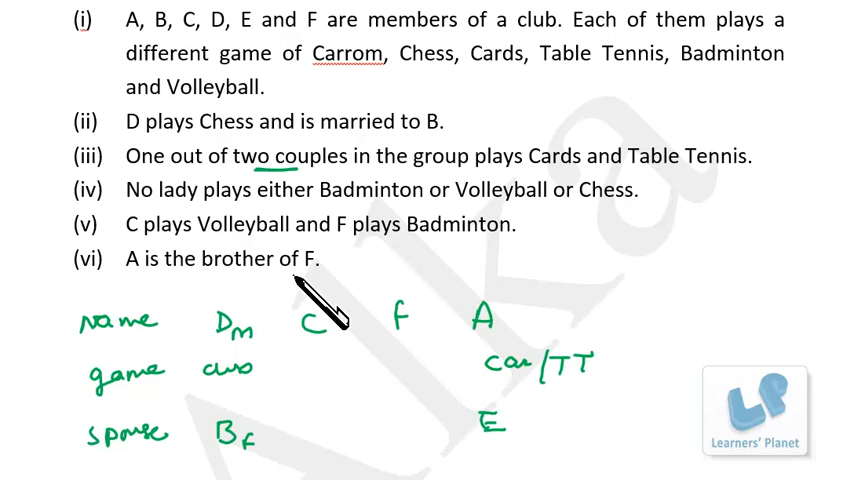 (i) A, B, C, D, E and F are members of a club. Each of them plays a
different game of Carrom, Chess, Cards, Table Tennis, Badminton
and Volleyball.
(ii) D plays Chess and is married to B.
(iii) One out of two couples in the group plays Cards and Table Tennis.
(iv) No lady plays either Badminton or Volleyball or Chess.
(v) C plays Volleyball and F plays Badminton.
(vi) A is the brother of F.
Name Dm C F A
game Car/TT
spouse Bf E
LP
Learners' Planet